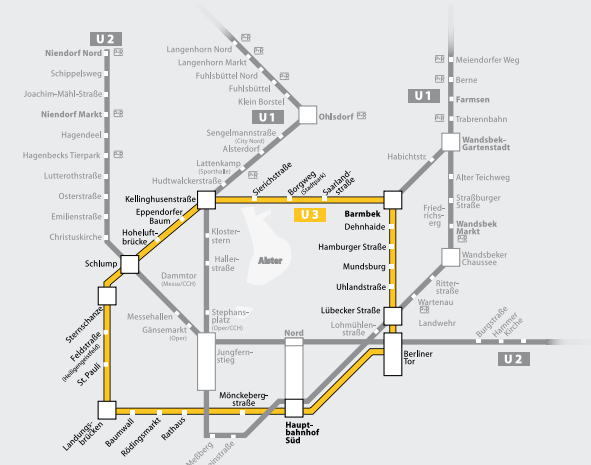 U 2
Niendorf Nord
P+R
Schippelsweg
Joachim-Mähl-Straße
Niendorf Markt
P+R
Hagendeel
Hagenbecks Tierpark
P+R
Lutterothstraße
Osterstraße
Emilienstraße
Christuskirche
Schlump
Langenhorn Nord
P+R
Langenhorn Markt
P+R
Fuhlsbüttel Nord
P+R
Fuhlsbüttel
Klein Borstel
U 1
Ohlsdorf
P+R
Sengelmannstraße
(City Nord)
Alsterdorf
Lattenkamp
(Sporthalle)
Hudtwalckerstraße
Kellinghusenstraße
Sierichstraße
Borgweg
(Stadtpark)
Saarland-
straße
U 3
Eppendorfer
Baum
Hoheluft-
brücke
Kloster-
stern
Haller-
straße
Alster
Dammtor
(Messe/CCH)
Stephans-
platz
(Oper/CCH)
Messehallen
Gänsemarkt
(Oper)
Jungfern-
stieg
Nord
Sternschanze
Feldstraße
(Heiligengeistfeld)
St. Pauli
Landungs-
brücken
Baumwall
Rödingsmarkt
Rathaus
Mönckeberg-
straße
Meßberg
Haupt-
bahnhof
Süd
P+R
Meiendorfer Weg
P+R
Berne
U 1
Farmsen
P+R
Trabrennbahn
Wandsbek-
Gartenstadt
Habichtstr.
Alter Teichweg
Straßburger
Straße
Friedrichs-
erg
Wandsbek
Markt
P+R
Wandsbeker
Chaussee
Ritter-
straße
Wartenau
P+R
Landwehr
Barmbek
Dehnhaide
Hamburger Straße
Mundsburg
Uhlandstraße
Lübecker Straße
Lohmühlen-
straße
Berliner
Tor
Burgstraße
Hammer
Kirche
U 2